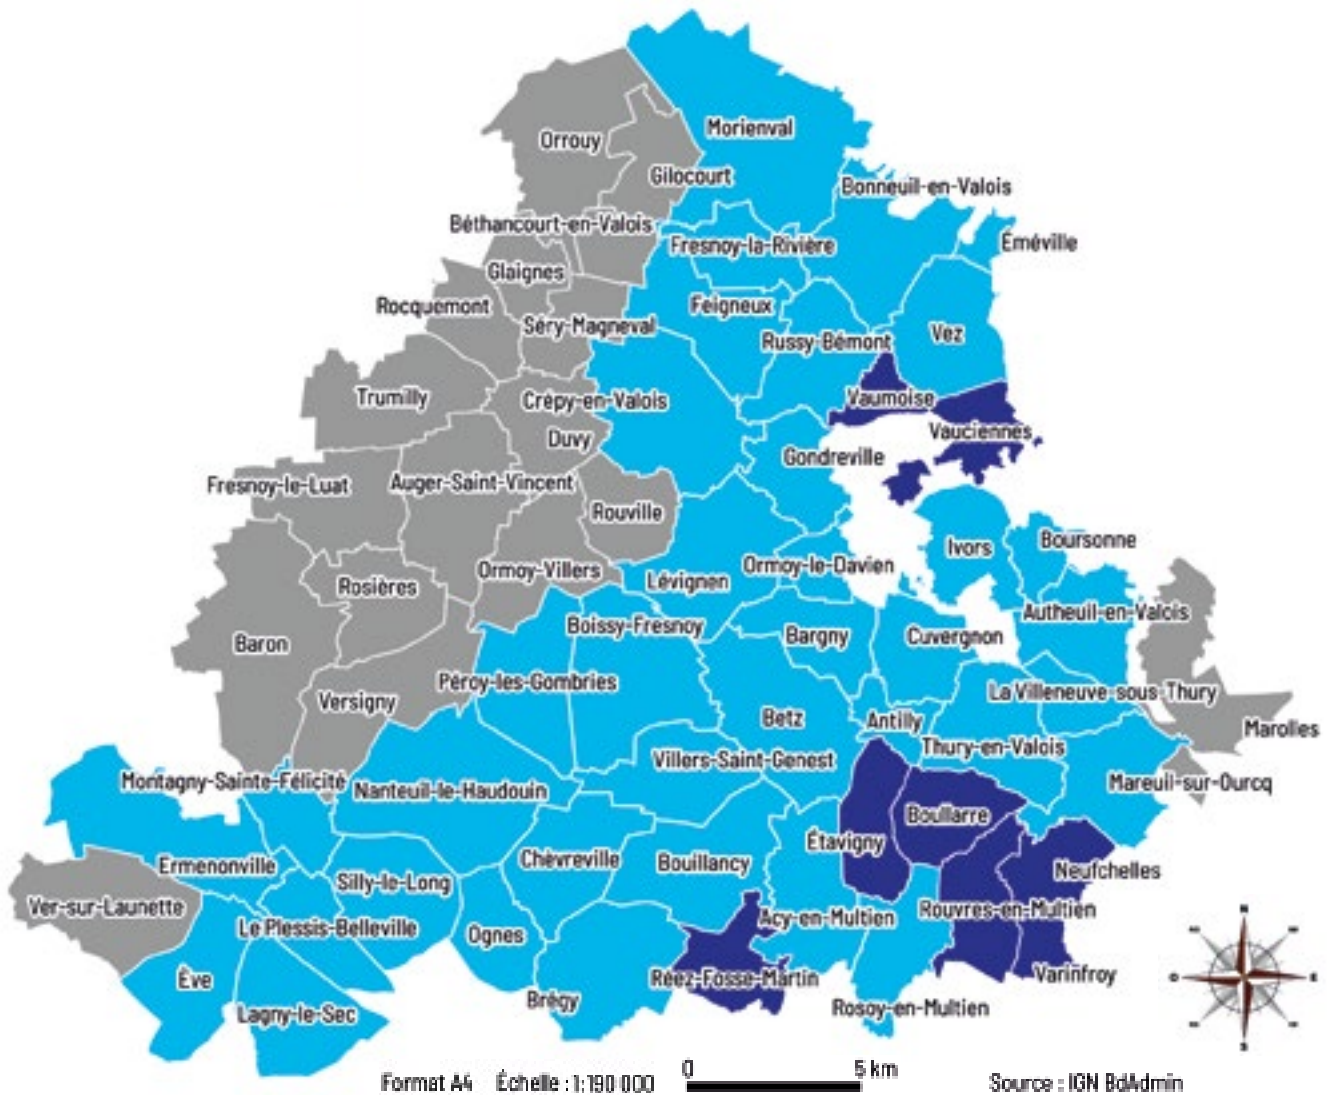 Morienval
Orrouy
Gilocourt
Bonneuil-en-Valois
Béthancourt-en-Valois
Fresnoy-la-Rivière
Éméville
Glaignes
Rocquemont
Feigneux
Séry-Magneval
Russy-Bémont
Vez
Trumilly
Crépy-en-Valois
Vaumoise
Duvy
Vauciennes
Gondreville
Fresnoy-le-Luat
Auger-Saint-Vincent
Rouville
Ivors
Boursonne
Ormoy-Villers
Ormoy-le-Davien
Rosières
Lévignen
Autheuil-en-Valois
Boissy-Fresnoy
Bargny
Cuvergnon
Baron
Péroy-les-Gombries
La Villeneuve-sous-Thury
Versigny
Betz
Antilly
Marolles
Thury-en-Valois
Villers-Saint-Genest
Montagny-Sainte-Félicité
Nanteuil-le-Haudouin
Mareuil-sur-Ourcq
Boullarre
Étavigny
Chèvreville
Bouillancy
Ermenonville
Neufchelles
Silly-le-Long
Ver-sur-Launette
Rouvres-en-Multien
Acy-en-Multien
Le Plessis-Belleville
Ognes
Varinfroy
Ève
Réez-Fosse-Martin
Brégy
Rosoy-en-Multien
Lagny-le-Sec
N
O
E
S
0 5 km
Format A4 Échelle : 1:190 000
Source : IGN BdAdmin